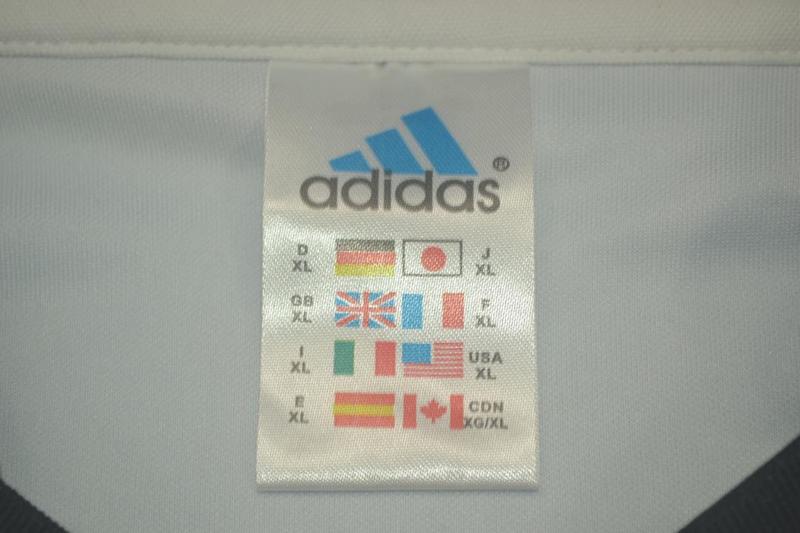 adidas®
D XL J XL
GB XL F XL
I XL USA XL
E XL CDN XG/XL